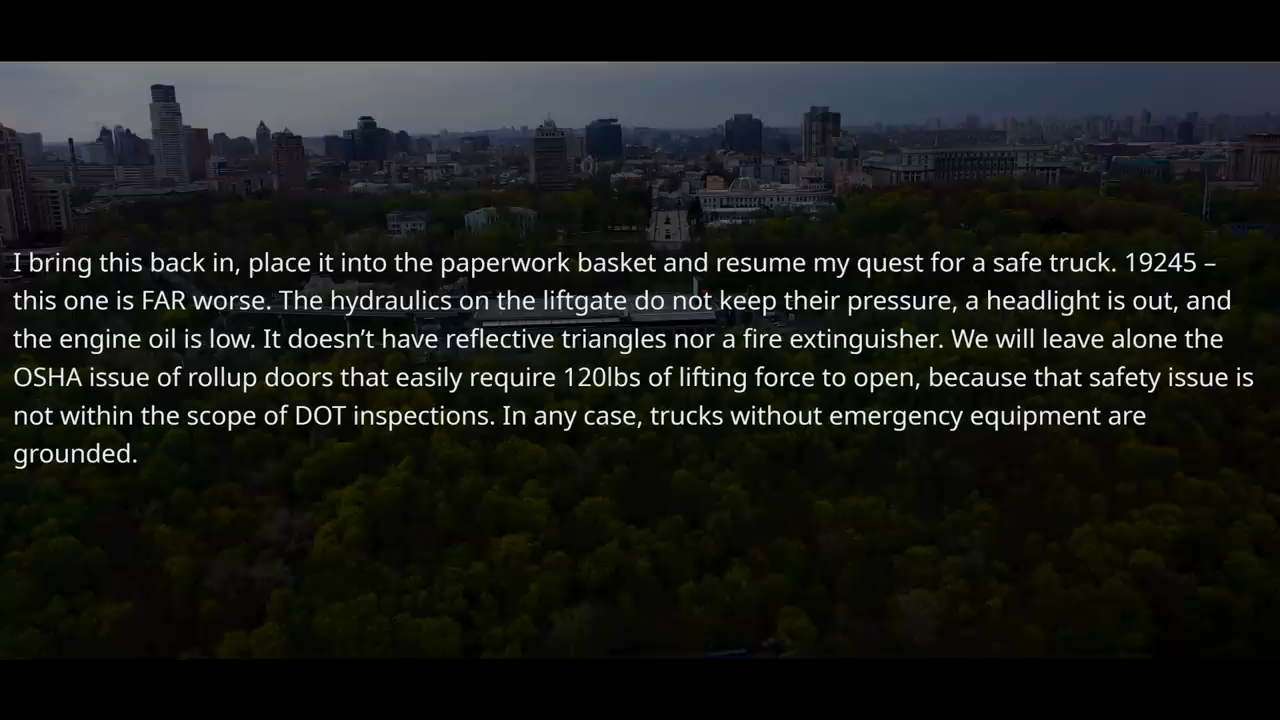 I bring this back in, place it into the paperwork basket and resume my quest for a safe truck. 19245 –
this one is FAR worse. The hydraulics on the liftgate do not keep their pressure, a headlight is out, and
the engine oil is low. It doesn’t have reflective triangles nor a fire extinguisher. We will leave alone the
OSHA issue of rollup doors that easily require 120lbs of lifting force to open, because that safety issue is
not within the scope of DOT inspections. In any case, trucks without emergency equipment are
grounded.